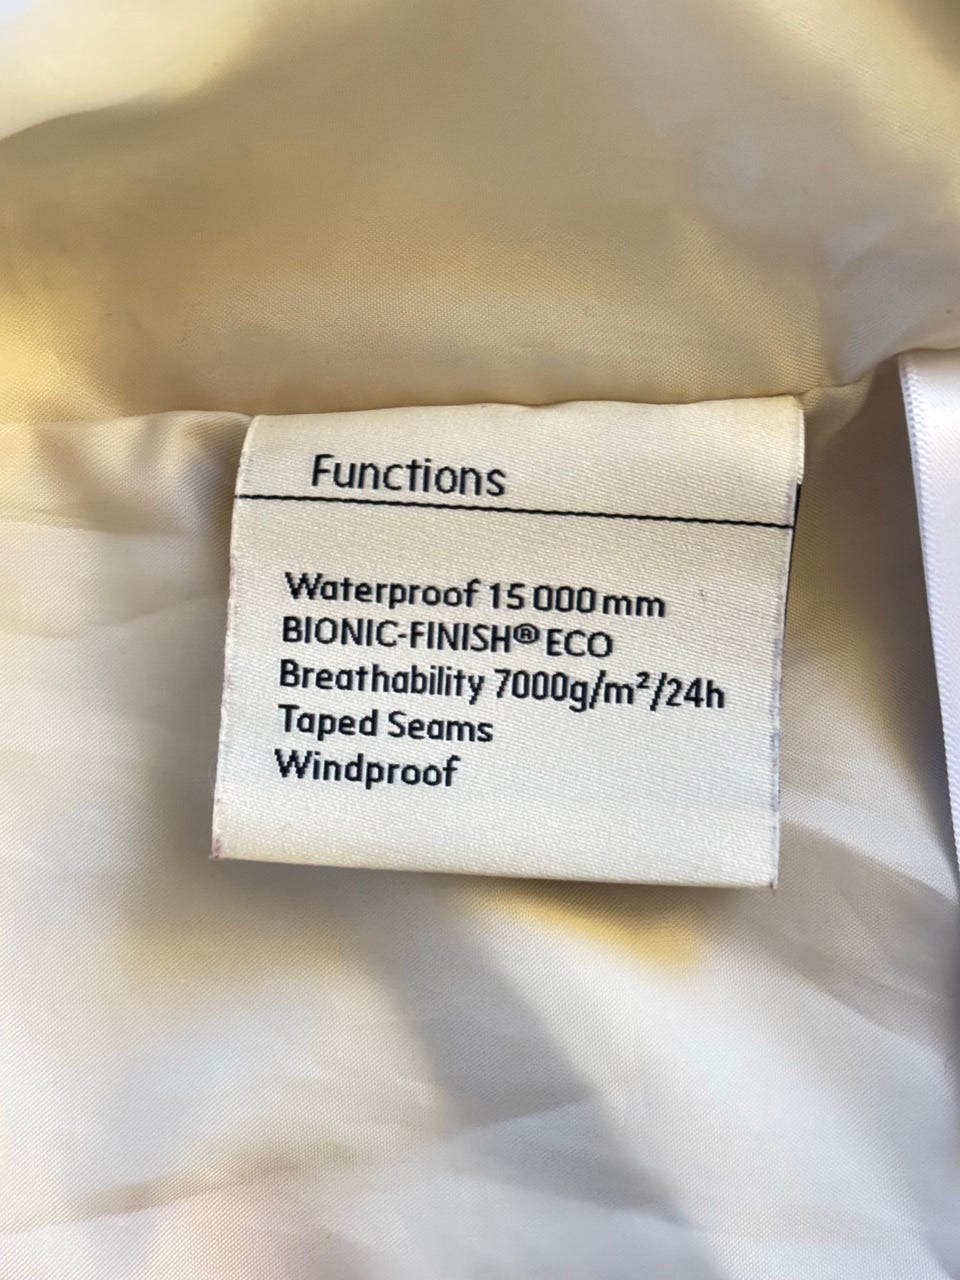 Functions
Waterproof 15 000 mm
BIONIC-FINISH® ECO
Breathability 7000g/m²/24h
Taped Seams
Windproof